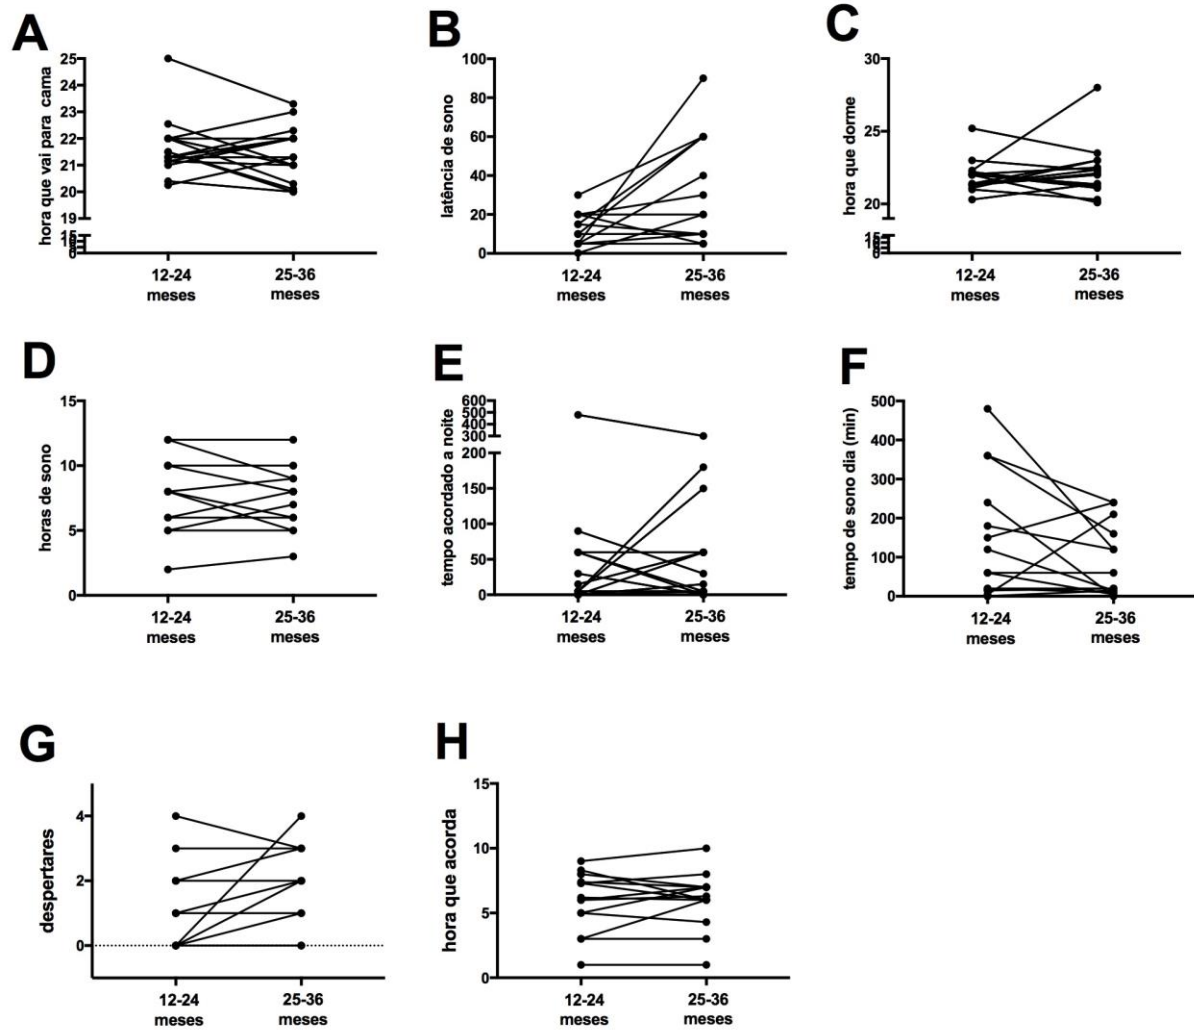 A
hora que vai para cama
25
24
23
22
21
20
19
15
0
12-24
meses
25-36
meses
B
latência de sono
100
80
60
40
20
0
12-24
meses
25-36
meses
C
hora que dorme
30
25
20
15
0
12-24
meses
25-36
meses
D
horas de sono
15
10
5
0
12-24
meses
25-36
meses
E
tempo acordado a noite
600
500
400
300
200
150
100
50
0
12-24
meses
25-36
meses
F
tempo de sono dia (min)
500
400
300
200
100
0
12-24
meses
25-36
meses
G
despertares
4
2
0
12-24
meses
25-36
meses
H
hora que acorda
15
10
5
0
12-24
meses
25-36
meses